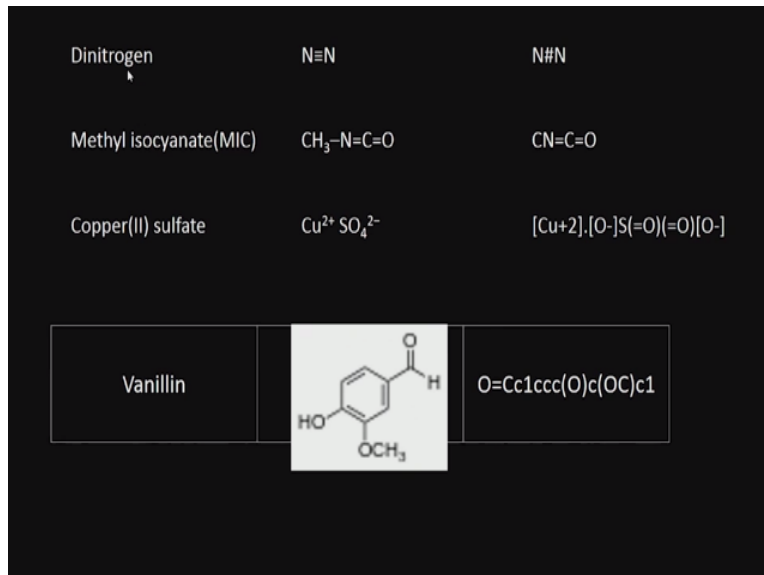 Dinitrogen N≡N N#N
Methyl isocyanate(MIC) CH₃–N=C=O CN=C=O
Copper(II) sulfate Cu²⁺ SO₄²⁻ [Cu+2].[O-]S(=O)(=O)[O-]
O
H
Vanillin O=Cc1ccc(O)c(OC)c1
HO
OCH₃